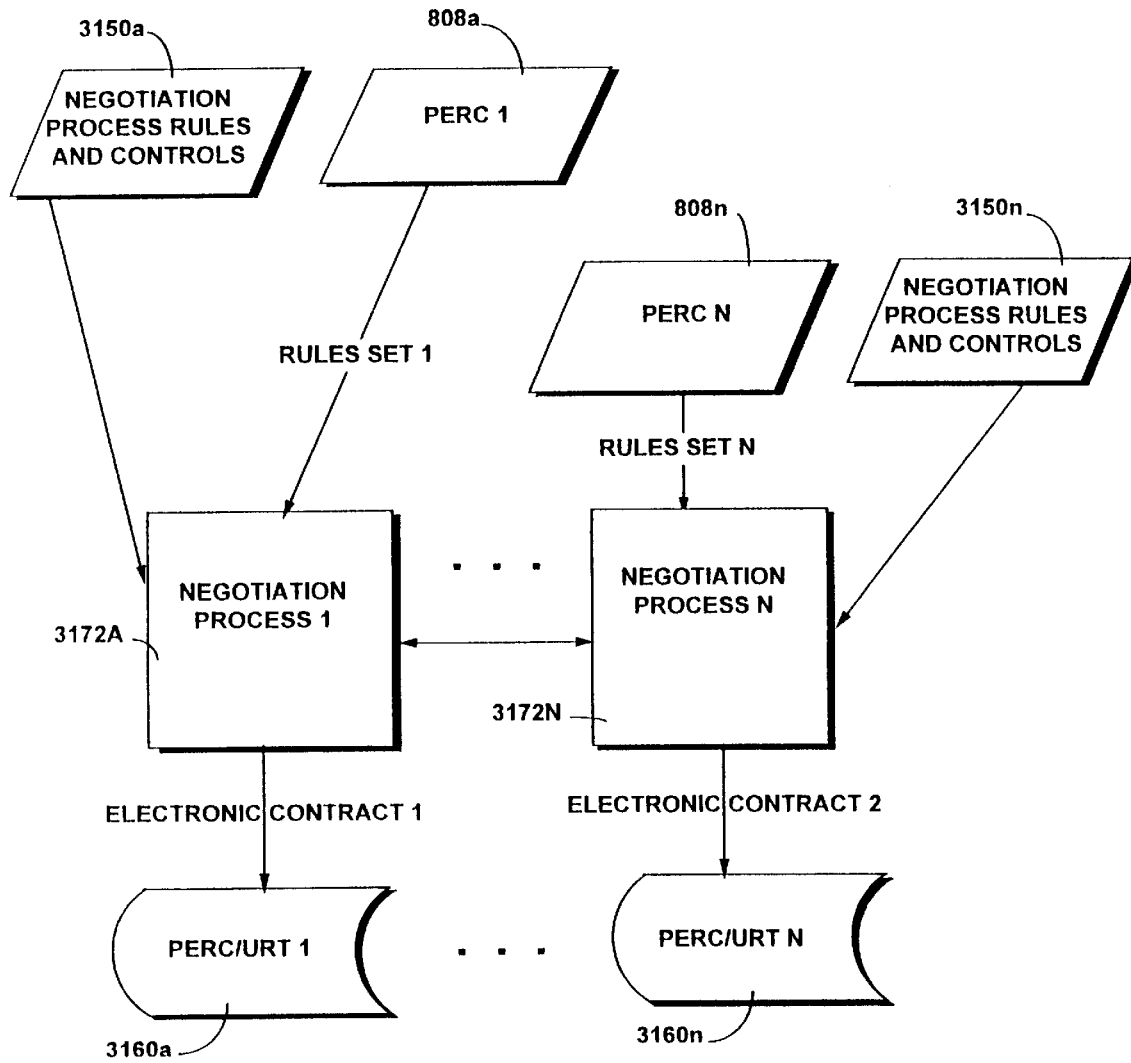 3150a
808a
NEGOTIATION
PROCESS RULES
AND CONTROLS
PERC 1
808n
3150n
PERC N
NEGOTIATION
PROCESS RULES
AND CONTROLS
RULES SET 1
RULES SET N
NEGOTIATION
PROCESS 1
NEGOTIATION
PROCESS N
3172A
3172N
ELECTRONIC CONTRACT 1
ELECTRONIC CONTRACT 2
PERC/URT 1
PERC/URT N
3160a
3160n